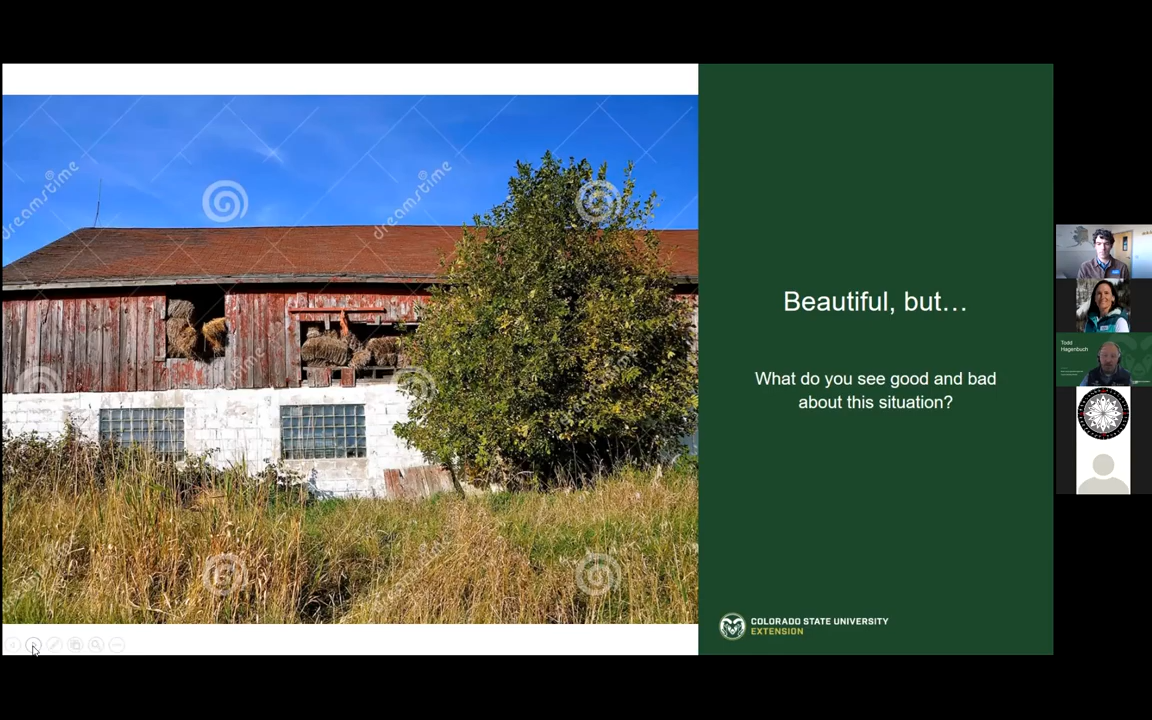 dreamstime
dreamstime
Beautiful, but…
What do you see good and bad
about this situation?
COLORADO STATE UNIVERSITY
EXTENSION
Todd
Hagenbuch